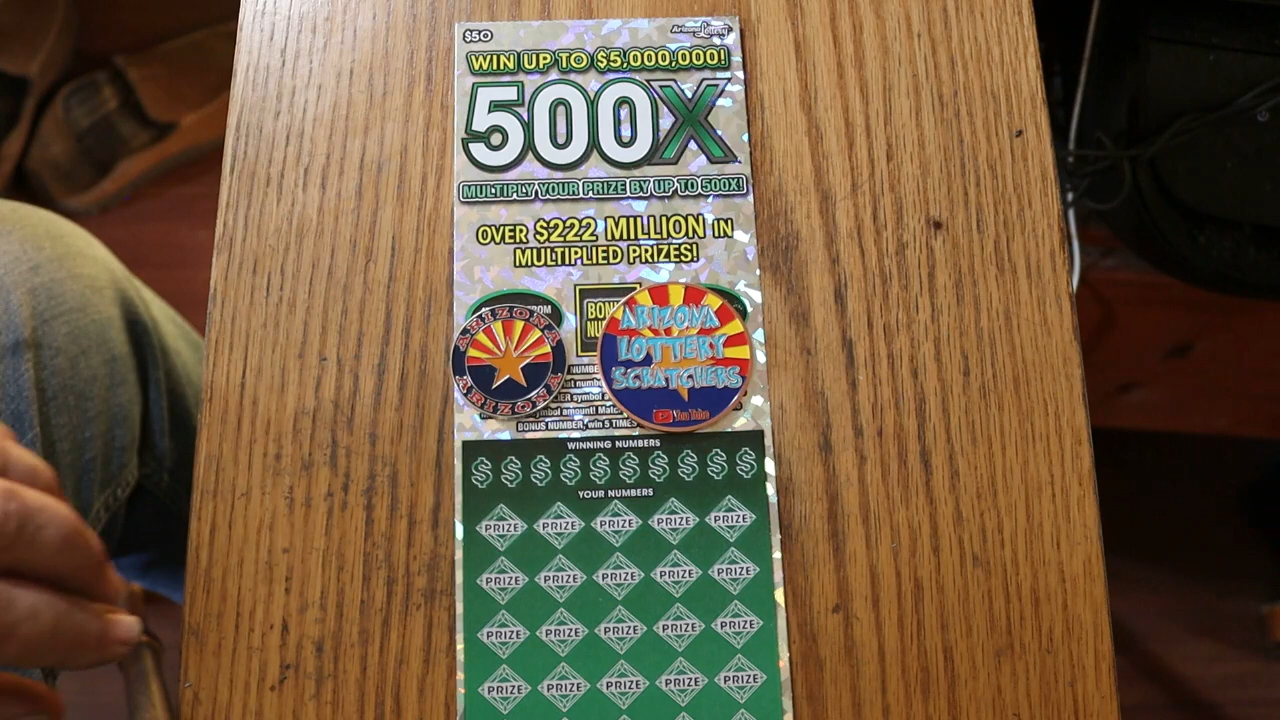 $50
Arizona Lottery
WIN UP TO $5,000,000!
500X
MULTIPLY YOUR PRIZE BY UP TO 500X!
OVER $222 MILLION IN
MULTIPLIED PRIZES!
ARIZONA
ARIZONA
ARIZONA
LOTTERY
SCRATCHERS
YouTube
BONUS NUMBER, win 5 TIMES
WINNING NUMBERS
$ $ $ $ $ $ $ $ $ $
YOUR NUMBERS
PRIZE PRIZE PRIZE PRIZE PRIZE
PRIZE PRIZE PRIZE PRIZE PRIZE
PRIZE PRIZE PRIZE PRIZE PRIZE
PRIZE PRIZE PRIZE PRIZE PRIZE